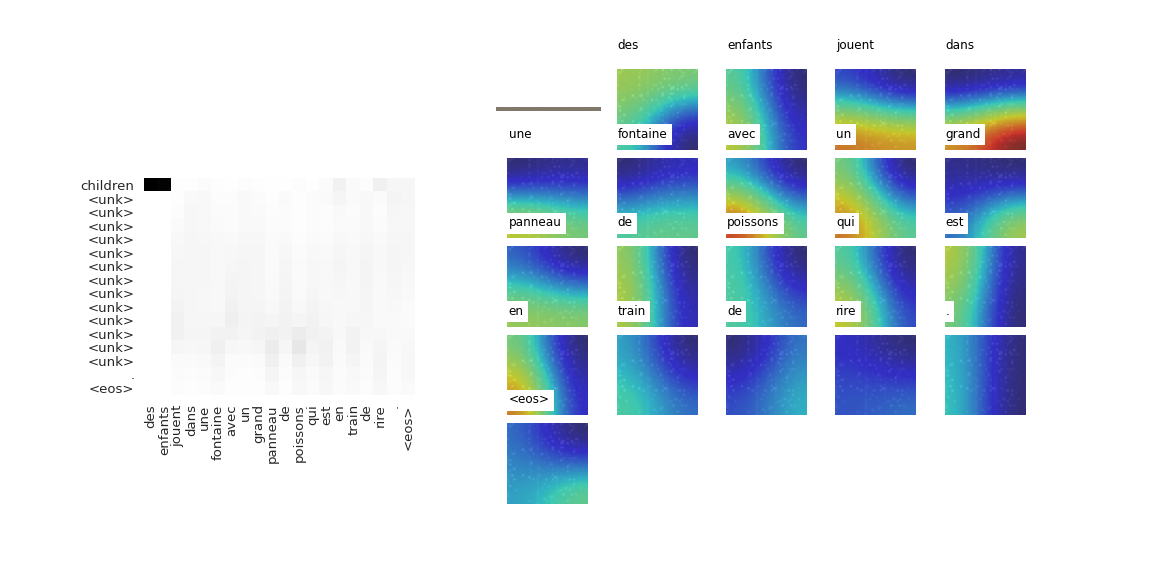 children
<unk>
<unk>
<unk>
<unk>
<unk>
<unk>
<unk>
<unk>
<unk>
<unk>
<unk>
<unk>
<unk>
.
<eos>
des
enfants
jouent
dans
une
fontaine
avec
un
grand
panneau
de
poissons
qui
est
en
train
de
rire
.
<eos>
des enfants jouent dans
une fontaine avec un grand
panneau de poissons qui est
en train de rire .
<eos>